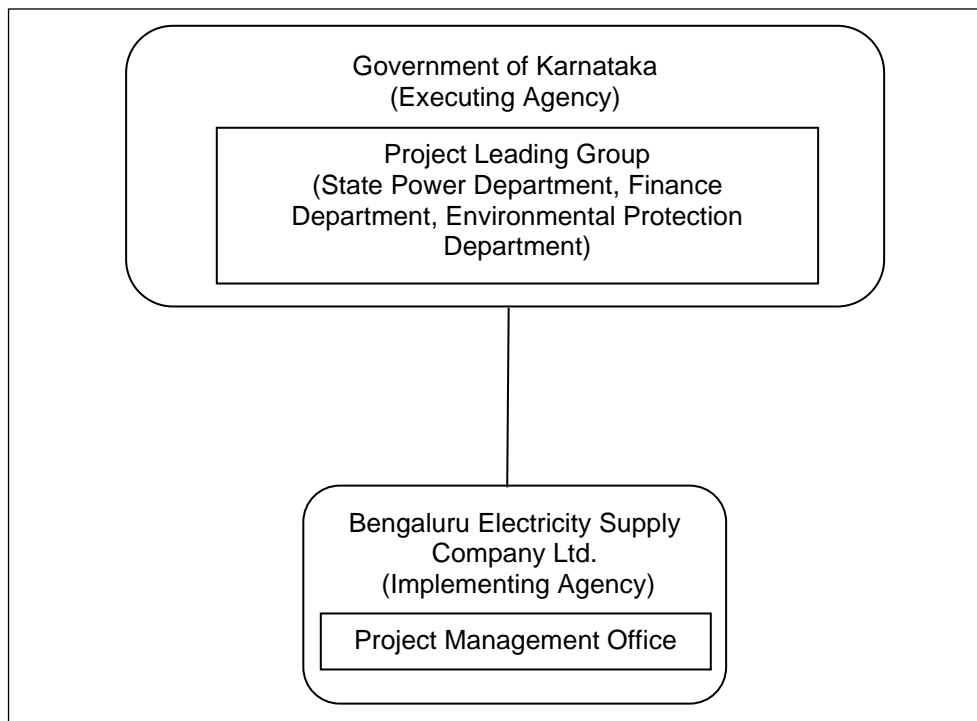 Government of Karnataka
(Executing Agency)
Project Leading Group
(State Power Department, Finance
Department, Environmental Protection
Department)
Bengaluru Electricity Supply
Company Ltd.
(Implementing Agency)
Project Management Office